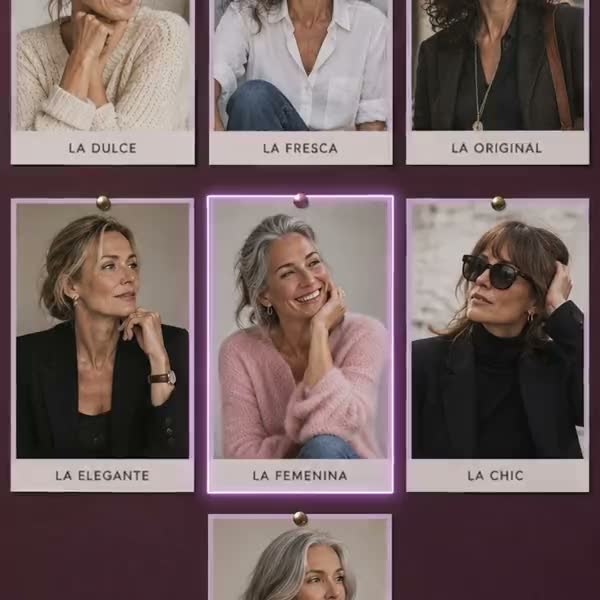 LA DULCE
LA FRESCA
LA ORIGINAL
LA ELEGANTE
LA FEMENINA
LA CHIC